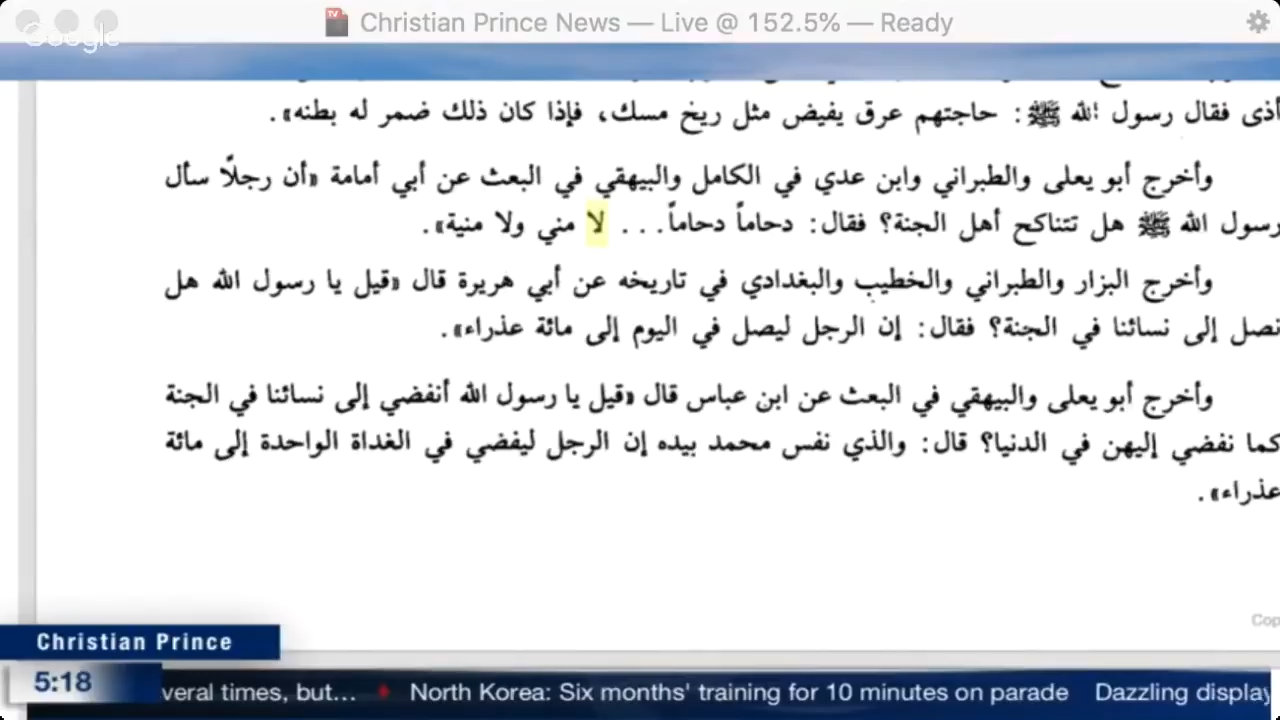 Christian Prince News — Live @ 152.5% — Ready
Google
أذى فقال رسول الله ﷺ: حاجتهم عرق يفيض مثل ريخ مسك، فإذا كان ذلك ضمر له بطنه».
وأخرج أبو يعلى والطبراني وابن عدي في الكامل والبيهقي في البعث عن أبي أمامة «أن رجلاً سأل
رسول الله ﷺ هل تتناكح أهل الجنة؟ فقال: دحاماً دحاماً... لا مني ولا منية».
وأخرج البزار والطبراني والخطيب والبغدادي في تاريخه عن أبي هريرة قال «قيل يا رسول الله هل
نصل إلى نسائنا في الجنة؟ فقال: إن الرجل ليصل في اليوم إلى مائة عذراء».
وأخرج أبو يعلى والبيهقي في البعث عن ابن عباس قال «قيل يا رسول الله أنفضي إلى نسائنا في الجنة
كما نفضي إليهن في الدنيا؟ قال: والذي نفس محمد بيده إن الرجل ليفضي في الغداة الواحدة إلى مائة
عذراء».
Cop
Christian Prince
5:18
veral times, but... North Korea: Six months' training for 10 minutes on parade Dazzling display